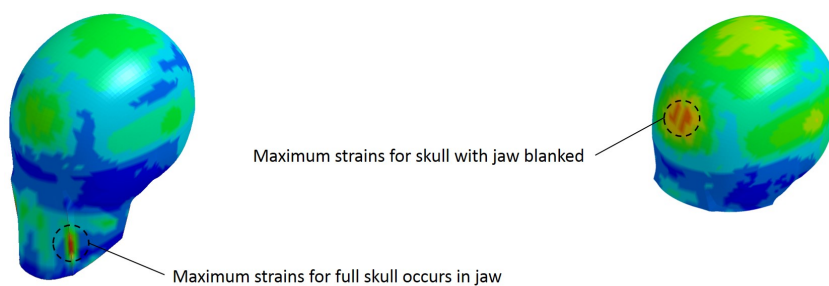 Maximum strains for skull with jaw blanked
Maximum strains for full skull occurs in jaw